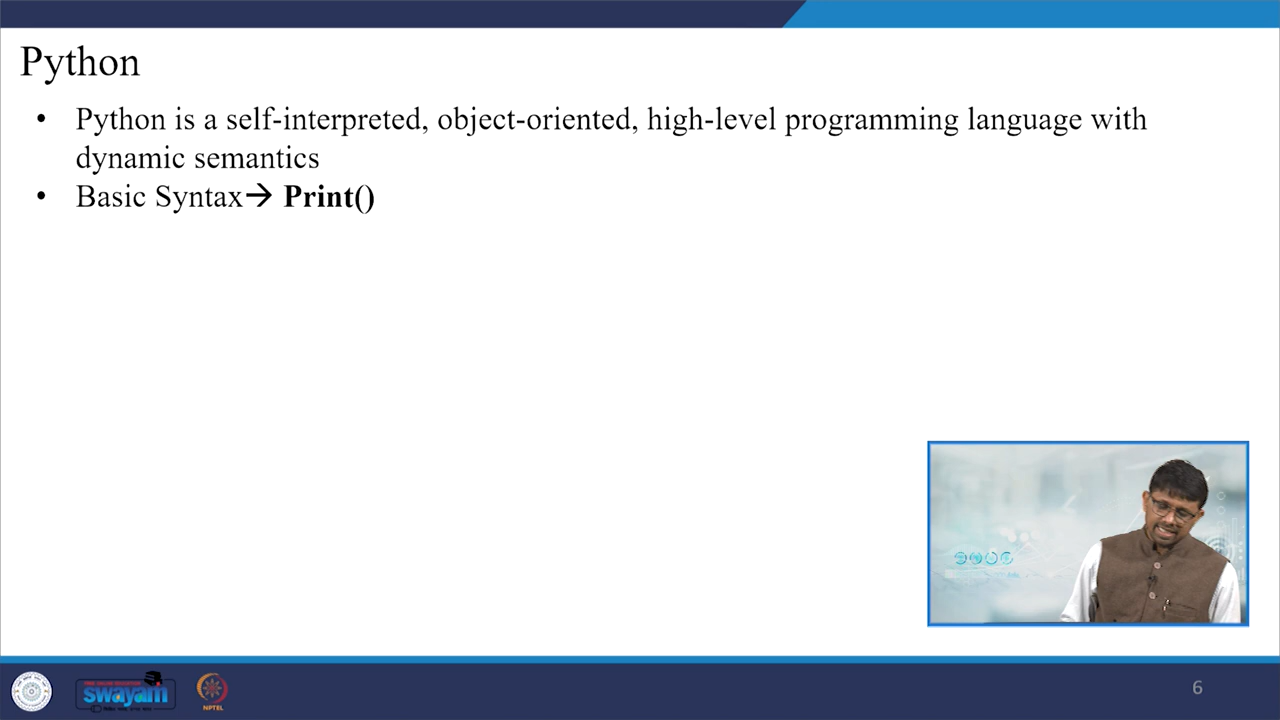 Python
• Python is a self-interpreted, object-oriented, high-level programming language with
dynamic semantics
• Basic Syntax→ Print()
swayam
NPTEL
6